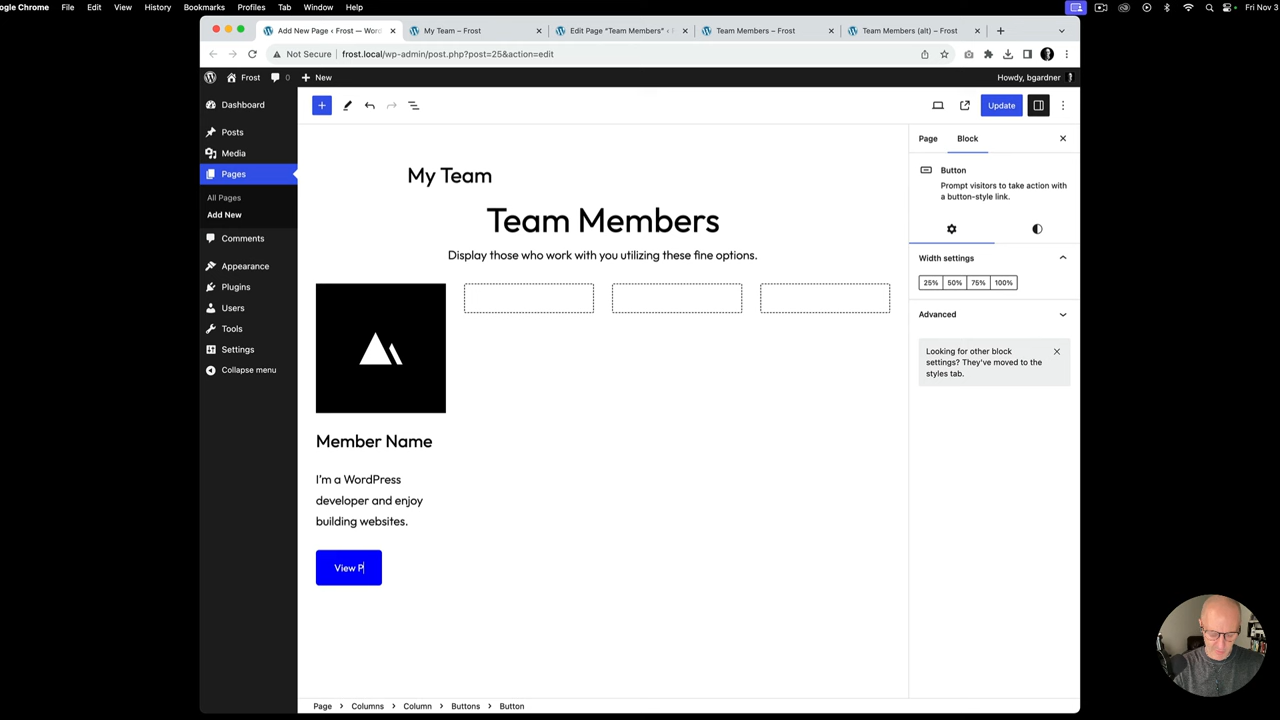 oogle Chrome File Edit View History Bookmarks Profiles Tab Window Help Fri Nov 3
Add New Page ‹ Frost — Word My Team – Frost Edit Page "Team Members" ‹ Team Members – Frost Team Members (alt) – Frost
Not Secure frost.local/wp-admin/post.php?post=25&action=edit
Frost 0 New Howdy, bgardner
Dashboard
Posts
Media
Pages
All Pages
Add New
Comments
Appearance
Plugins
Users
Tools
Settings
Collapse menu
Update
My Team
Team Members
Display those who work with you utilizing these fine options.
Member Name
I'm a WordPress
developer and enjoy
building websites.
View P
Page Block
Button
Prompt visitors to take action with
a button-style link.
Width settings
25% 50% 75% 100%
Advanced
Looking for other block
settings? They've moved to the
styles tab.
Page Columns Column Buttons Button